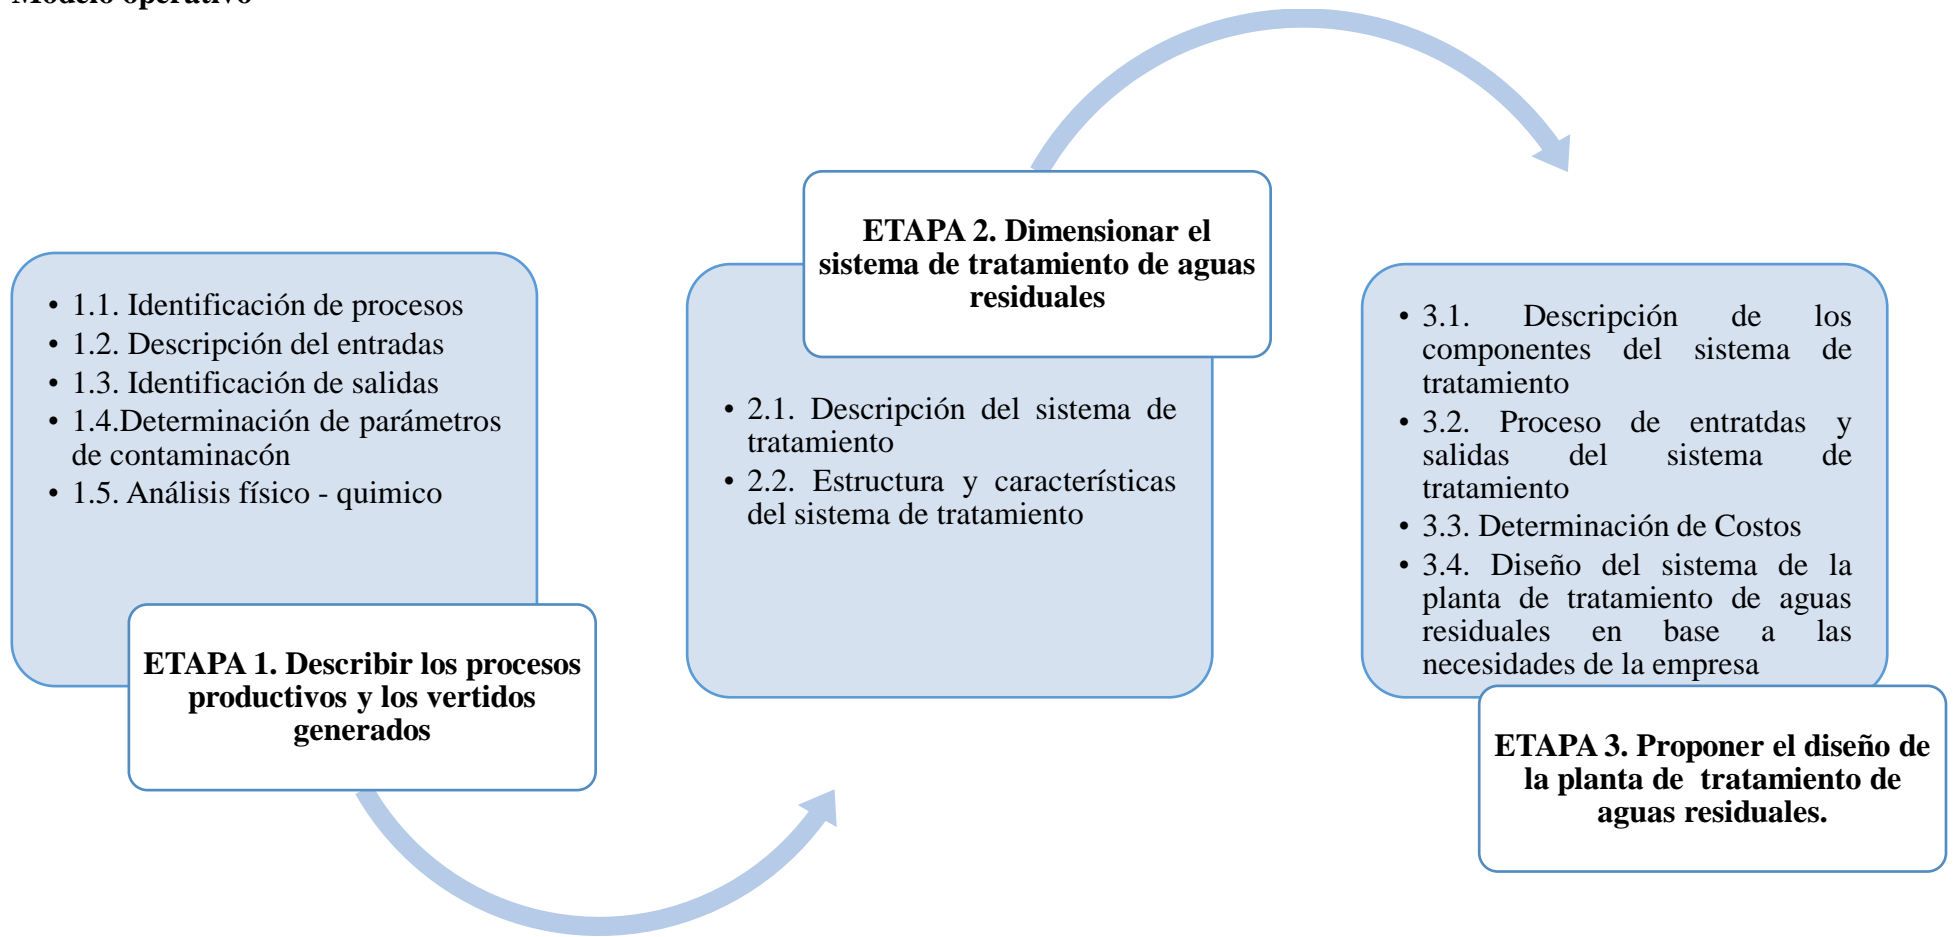 Modelo operativo
• 1.1. Identificación de procesos
• 1.2. Descripción del entradas
• 1.3. Identificación de salidas
• 1.4.Determinación de parámetros
de contaminacón
• 1.5. Análisis físico - quimico
ETAPA 1. Describir los procesos
productivos y los vertidos
generados
ETAPA 2. Dimensionar el
sistema de tratamiento de aguas
residuales
• 2.1. Descripción del sistema de
tratamiento
• 2.2. Estructura y características
del sistema de tratamiento
• 3.1. Descripción de los
componentes del sistema de
tratamiento
• 3.2. Proceso de entratdas y
salidas del sistema de
tratamiento
• 3.3. Determinación de Costos
• 3.4. Diseño del sistema de la
planta de tratamiento de aguas
residuales en base a las
necesidades de la empresa
ETAPA 3. Proponer el diseño de
la planta de  tratamiento de
aguas residuales.